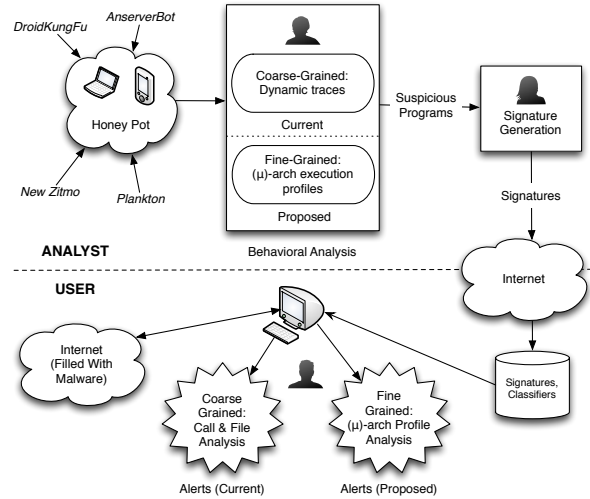 DroidKungFu
AnserverBot
Honey Pot
New Zitmo
Plankton
Coarse-Grained:
Dynamic traces
Current
Fine-Grained:
(μ)-arch execution
profiles
Proposed
Behavioral Analysis
Suspicious
Programs
Signature
Generation
Signatures
ANALYST
Internet
USER
Internet
(Filled With
Malware)
Coarse
Grained:
Call & File
Analysis
Alerts (Current)
Fine
Grained:
(μ)-arch Profile
Analysis
Alerts (Proposed)
Signatures,
Classifiers